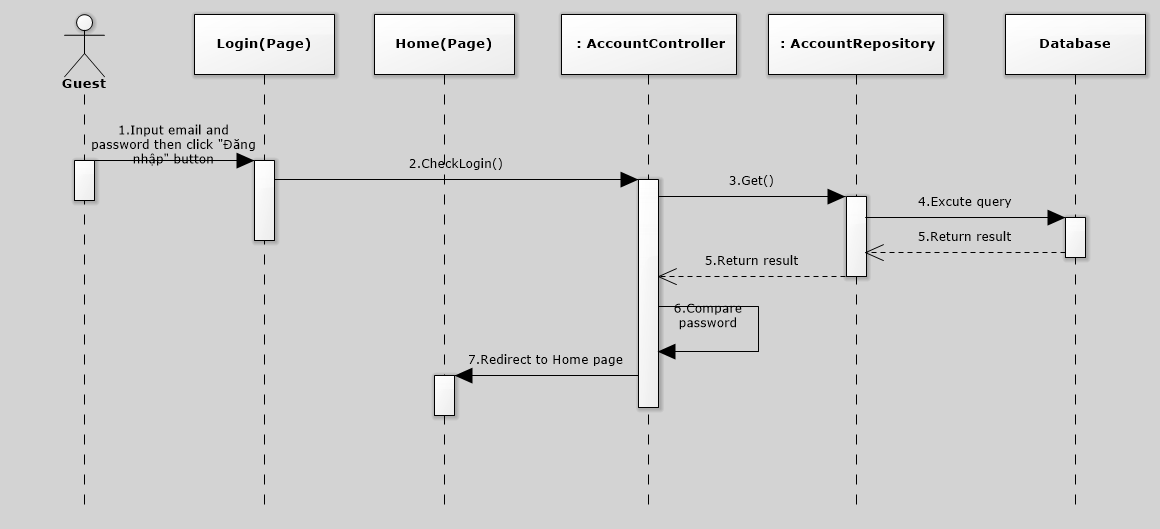 Login(Page)
Home(Page)
: AccountController
: AccountRepository
Database
Guest
1.Input email and
password then click "Đăng
nhập" button
2.CheckLogin()
3.Get()
4.Excute query
5.Return result
5.Return result
6.Compare
password
7.Redirect to Home page